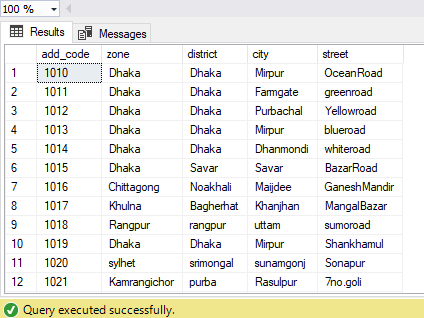 100 %
Results Messages
add_code zone district city street
1 1010 Dhaka Dhaka Mirpur OceanRoad
2 1011 Dhaka Dhaka Farmgate greenroad
3 1012 Dhaka Dhaka Purbachal Yellowroad
4 1013 Dhaka Dhaka Mirpur blueroad
5 1014 Dhaka Dhaka Dhanmondi whiteroad
6 1015 Dhaka Savar Savar BazarRoad
7 1016 Chittagong Noakhali Maijdee GaneshMandir
8 1017 Khulna Bagherhat Khanjhan MangalBazar
9 1018 Rangpur rangpur uttam sumoroad
10 1019 Dhaka Dhaka Mirpur Shankhamul
11 1020 sylhet srimongal sunamgonj Sonapur
12 1021 Kamrangichor purba Rasulpur 7no.goli
Query executed successfully.